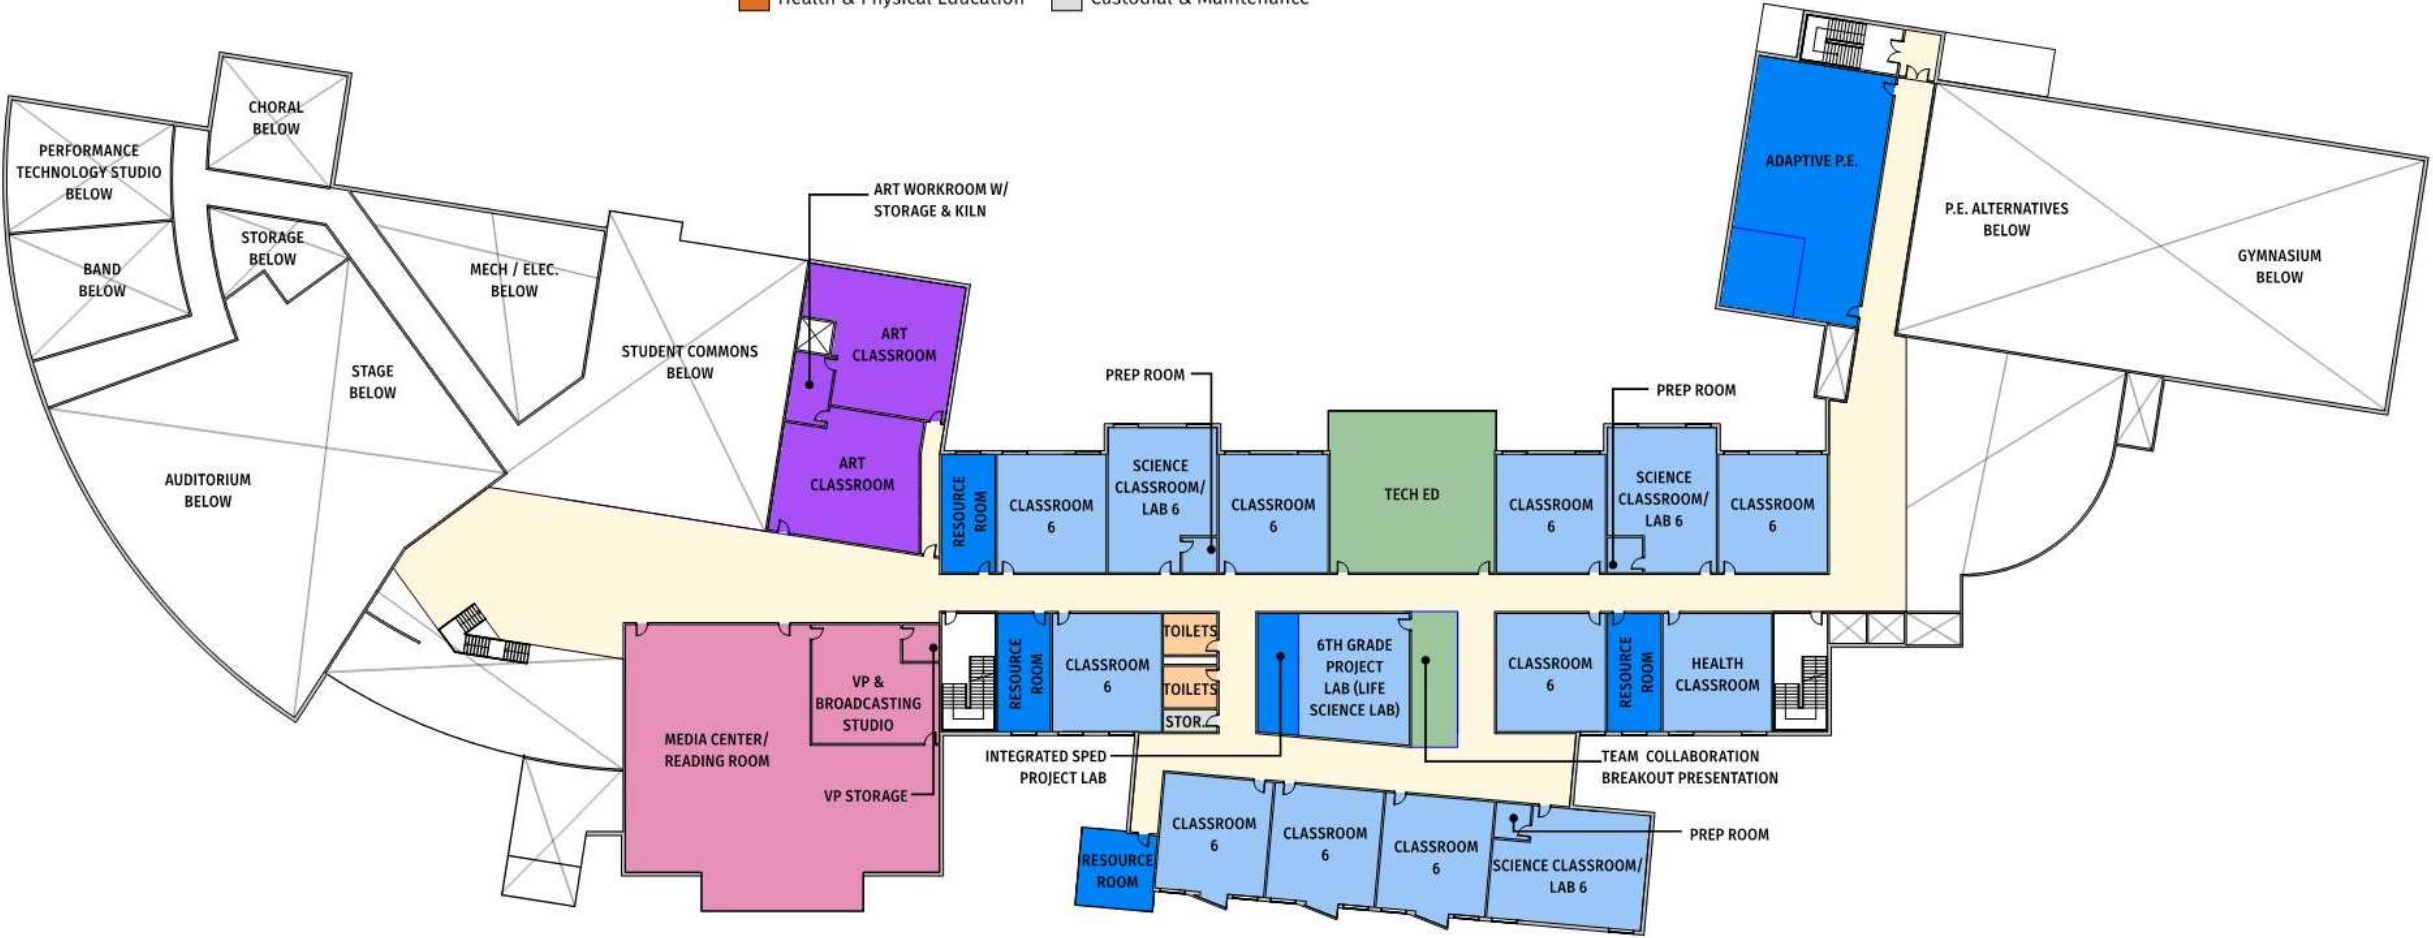 Health & Physical Education
Custodial & Maintenance
CHORAL
BELOW
PERFORMANCE
TECHNOLOGY STUDIO
BELOW
STORAGE
BELOW
BAND
BELOW
MECH / ELEC.
BELOW
STAGE
BELOW
AUDITORIUM
BELOW
STUDENT COMMONS
BELOW
ART WORKROOM W/
STORAGE & KILN
ART
CLASSROOM
ART
CLASSROOM
RESOURCE
ROOM
CLASSROOM
6
PREP ROOM
SCIENCE
CLASSROOM/
LAB 6
CLASSROOM
6
TECH ED
CLASSROOM
6
PREP ROOM
SCIENCE
CLASSROOM/
LAB 6
CLASSROOM
6
ADAPTIVE P.E.
P.E. ALTERNATIVES
BELOW
GYMNASIUM
BELOW
MEDIA CENTER/
READING ROOM
VP &
BROADCASTING
STUDIO
VP STORAGE
RESOURCE
ROOM
CLASSROOM
6
TOILETS
TOILETS
STOR.
INTEGRATED SPED
PROJECT LAB
6TH GRADE
PROJECT
LAB (LIFE
SCIENCE LAB)
TEAM COLLABORATION
BREAKOUT PRESENTATION
CLASSROOM
6
RESOURCE
ROOM
HEALTH
CLASSROOM
RESOURCE
ROOM
CLASSROOM
6
CLASSROOM
6
CLASSROOM
6
PREP ROOM
SCIENCE CLASSROOM/
LAB 6